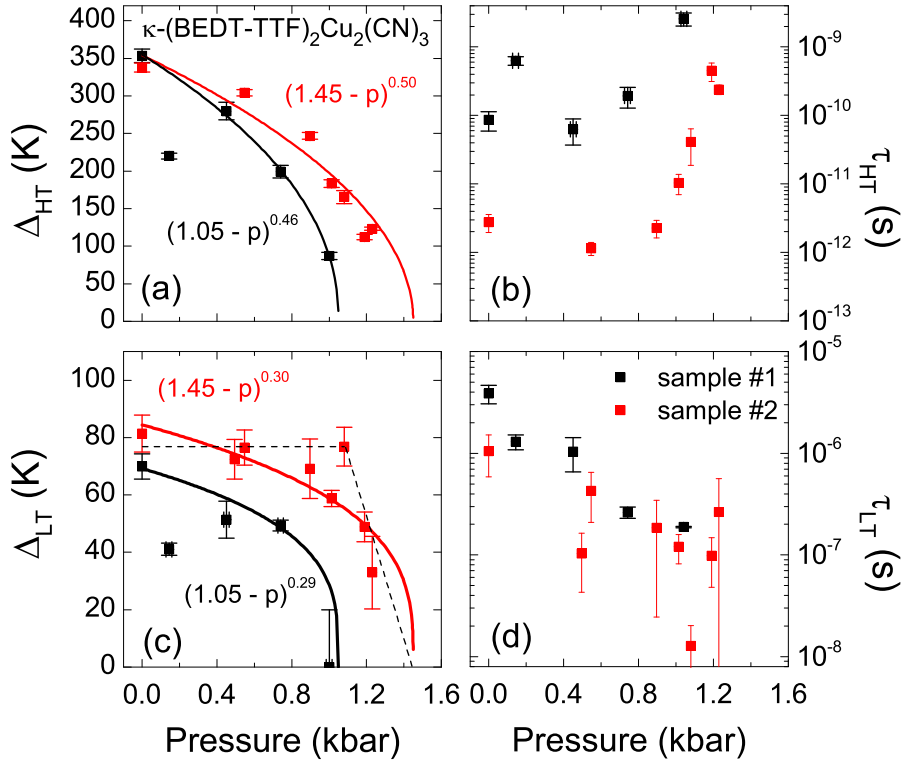 κ-(BEDT-TTF)₂Cu₂(CN)₃
(1.45 - p)^0.50
(1.05 - p)^0.46
Δ_HT (K)
400
350
300
250
200
150
100
50
0
(a)
(b)
10⁻⁹
10⁻¹⁰
10⁻¹¹
10⁻¹²
10⁻¹³
τ_HT (s)
(1.45 - p)^0.30
(1.05 - p)^0.29
Δ_LT (K)
100
80
60
40
20
0
(c)
0.0 0.4 0.8 1.2 1.6
Pressure (kbar)
sample #1
sample #2
(d)
10⁻⁵
10⁻⁶
10⁻⁷
10⁻⁸
τ_LT (s)
0.0 0.4 0.8 1.2 1.6
Pressure (kbar)